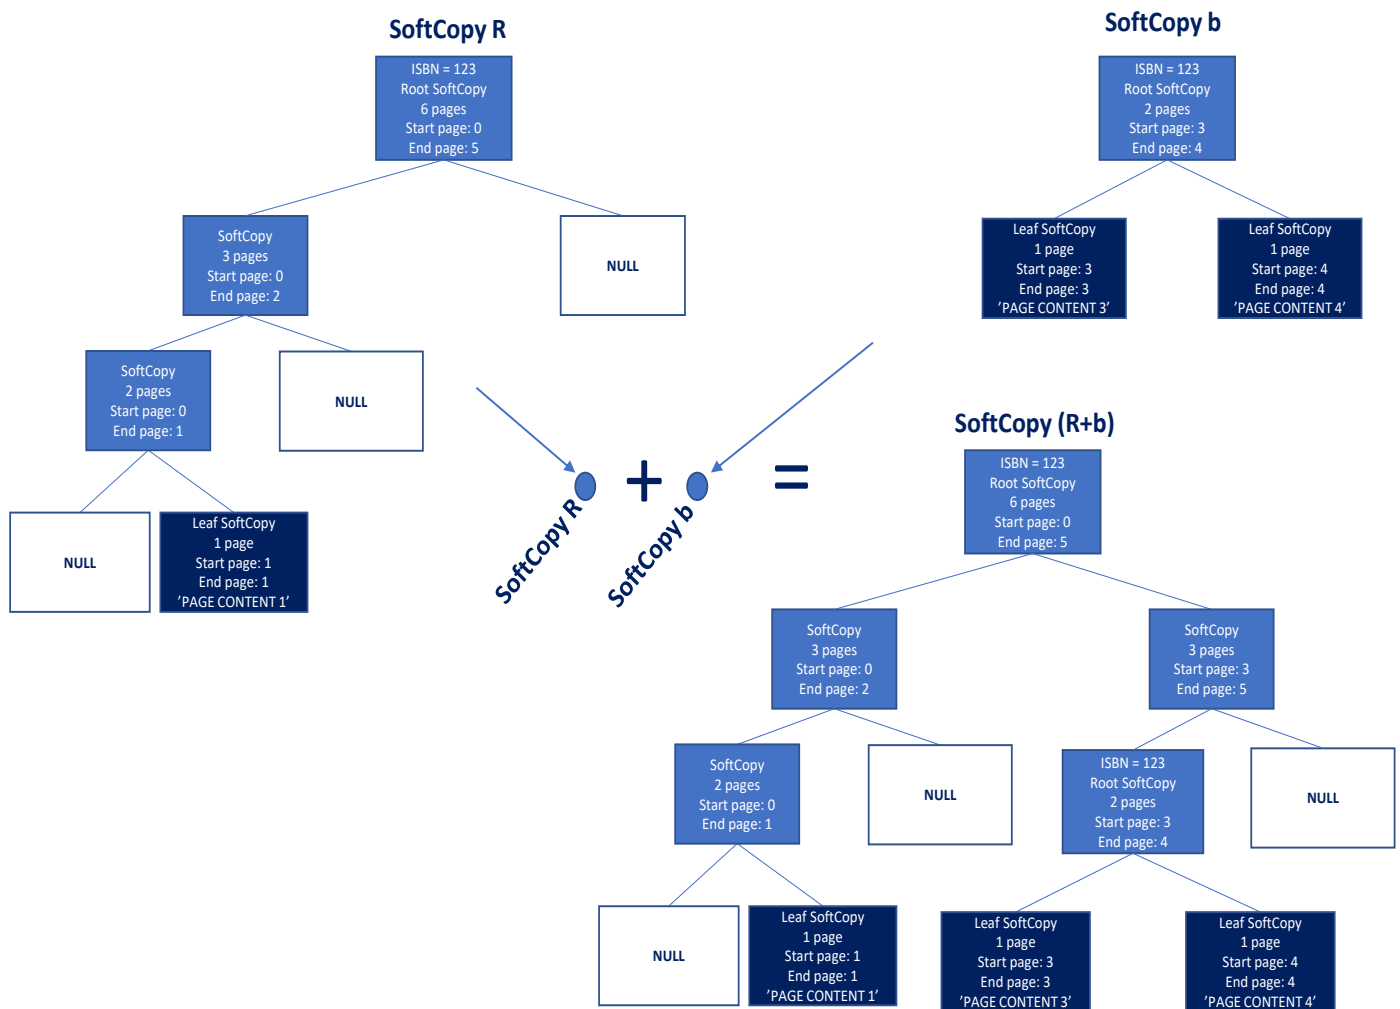 SoftCopy R
ISBN = 123
Root SoftCopy
6 pages
Start page: 0
End page: 5
SoftCopy
3 pages
Start page: 0
End page: 2
NULL
SoftCopy
2 pages
Start page: 0
End page: 1
NULL
NULL
Leaf SoftCopy
1 page
Start page: 1
End page: 1
'PAGE CONTENT 1'
SoftCopy b
ISBN = 123
Root SoftCopy
2 pages
Start page: 3
End page: 4
Leaf SoftCopy
1 page
Start page: 3
End page: 3
'PAGE CONTENT 3'
Leaf SoftCopy
1 page
Start page: 4
End page: 4
'PAGE CONTENT 4'
SoftCopy R
+
SoftCopy b
=
SoftCopy (R+b)
ISBN = 123
Root SoftCopy
6 pages
Start page: 0
End page: 5
SoftCopy
3 pages
Start page: 0
End page: 2
SoftCopy
3 pages
Start page: 3
End page: 5
SoftCopy
2 pages
Start page: 0
End page: 1
NULL
ISBN = 123
Root SoftCopy
2 pages
Start page: 3
End page: 4
NULL
NULL
Leaf SoftCopy
1 page
Start page: 1
End page: 1
'PAGE CONTENT 1'
Leaf SoftCopy
1 page
Start page: 3
End page: 3
'PAGE CONTENT 3'
Leaf SoftCopy
1 page
Start page: 4
End page: 4
'PAGE CONTENT 4'